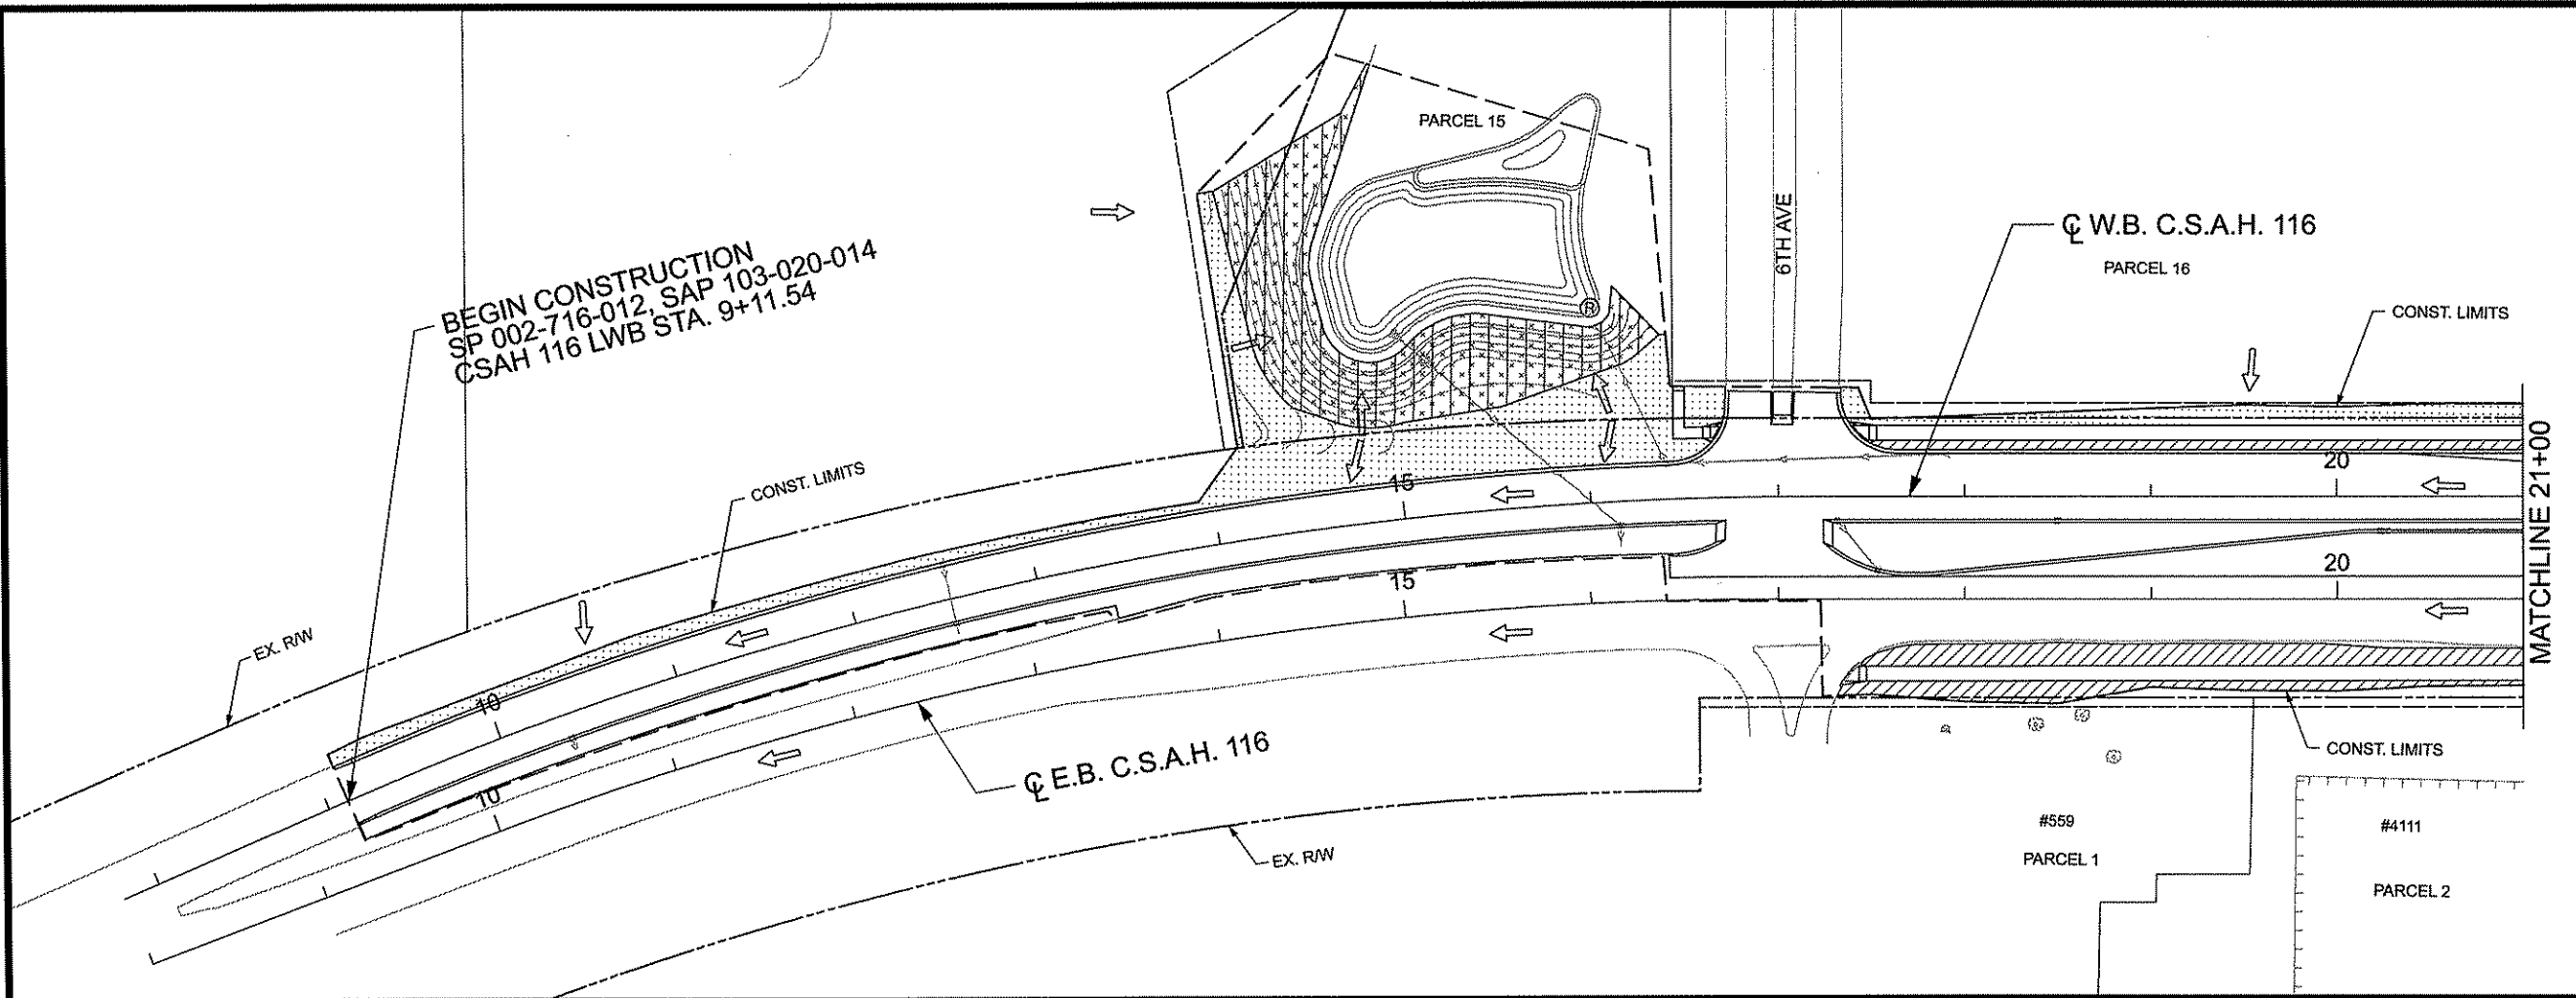 PARCEL 15
6TH AVE
℄ W.B. C.S.A.H. 116
PARCEL 16
BEGIN CONSTRUCTION
SP 002-716-012, SAP 103-020-014
CSAH 116 LWB STA. 9+11.54
CONST. LIMITS
R
CONST. LIMITS
20
15
MATCHLINE 21+00
20
15
EX. R/W
10
10
℄ E.B. C.S.A.H. 116
CONST. LIMITS
EX. R/W
#559
PARCEL 1
#4111
PARCEL 2